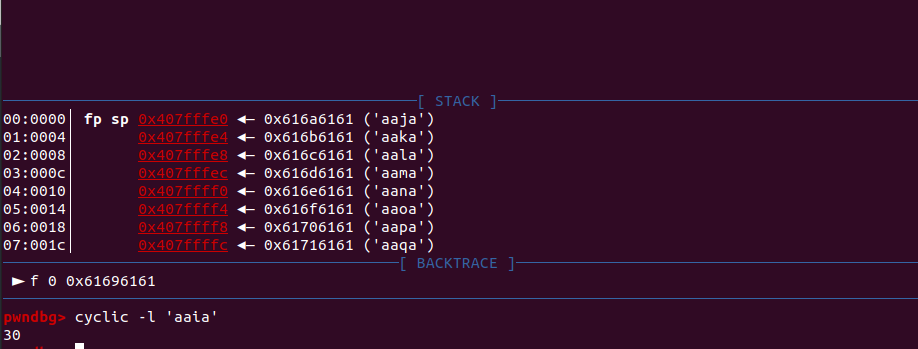 [ STACK ]
00:0000│ fp sp 0x407fffe0 ◂— 0x616a6161 ('aaja')
01:0004│ 0x407fffe4 ◂— 0x616b6161 ('aaka')
02:0008│ 0x407fffe8 ◂— 0x616c6161 ('aala')
03:000c│ 0x407fffec ◂— 0x616d6161 ('aama')
04:0010│ 0x407ffff0 ◂— 0x616e6161 ('aana')
05:0014│ 0x407ffff4 ◂— 0x616f6161 ('aaoa')
06:0018│ 0x407ffff8 ◂— 0x61706161 ('aapa')
07:001c│ 0x407ffffc ◂— 0x61716161 ('aaqa')
[ BACKTRACE ]
► f 0 0x61696161
pwndbg> cyclic -l 'aaia'
30